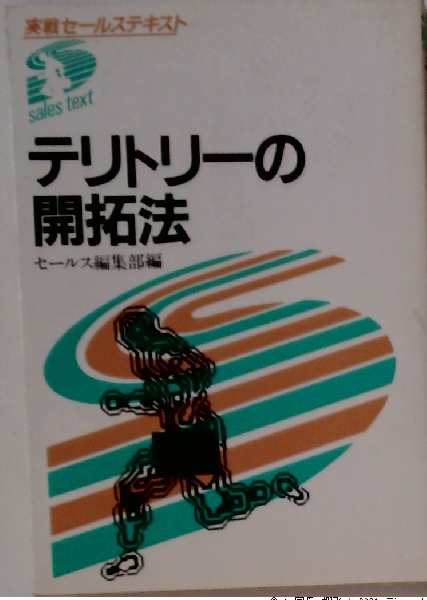 実戦セールステキスト
sales text
テリトリーの
開拓法
セールス編集部編